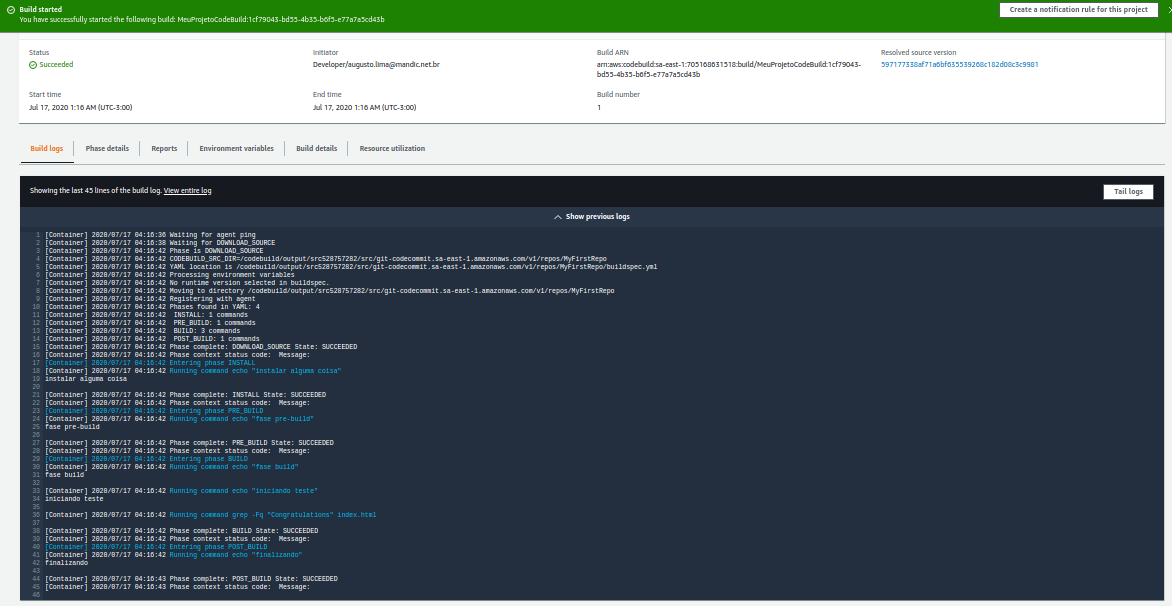 Build started
You have successfully started the following build: MeuProjetoCodeBuild:1cf79043-bd55-4b35-b6f5-e77a7a5cd43b
Create a notification rule for this project
Status
Succeeded
Initiator
Developer/augusto.lima@mandic.net.br
Build ARN
arn:aws:codebuild:sa-east-1:705168631518:build/MeuProjetoCodeBuild:1cf79043-
bd55-4b35-b6f5-e77a7a5cd43b
Resolved source version
597177338af71a6bf635539268c182d08c3c9981
Start time
Jul 17, 2020 1:16 AM (UTC-3:00)
End time
Jul 17, 2020 1:16 AM (UTC-3:00)
Build number
1
Build logs Phase details Reports Environment variables Build details Resource utilization
Showing the last 45 lines of the build log. View entire log
Tail logs
Show previous logs
1 [Container] 2020/07/17 04:16:36 Waiting for agent ping
2 [Container] 2020/07/17 04:16:38 Waiting for DOWNLOAD_SOURCE
3 [Container] 2020/07/17 04:16:42 Phase is DOWNLOAD_SOURCE
4 [Container] 2020/07/17 04:16:42 CODEBUILD_SRC_DIR=/codebuild/output/src528757282/src/git-codecommit.sa-east-1.amazonaws.com/v1/repos/MyFirstRepo
5 [Container] 2020/07/17 04:16:42 YAML location is /codebuild/output/src528757282/src/git-codecommit.sa-east-1.amazonaws.com/v1/repos/MyFirstRepo/buildspec.yml
6 [Container] 2020/07/17 04:16:42 Processing environment variables
7 [Container] 2020/07/17 04:16:42 No runtime version selected in buildspec.
8 [Container] 2020/07/17 04:16:42 Moving to directory /codebuild/output/src528757282/src/git-codecommit.sa-east-1.amazonaws.com/v1/repos/MyFirstRepo
9 [Container] 2020/07/17 04:16:42 Registering with agent
10 [Container] 2020/07/17 04:16:42 Phases found in YAML: 4
11 [Container] 2020/07/17 04:16:42 INSTALL: 1 commands
12 [Container] 2020/07/17 04:16:42 PRE_BUILD: 1 commands
13 [Container] 2020/07/17 04:16:42 BUILD: 3 commands
14 [Container] 2020/07/17 04:16:42 POST_BUILD: 1 commands
15 [Container] 2020/07/17 04:16:42 Phase complete: DOWNLOAD_SOURCE State: SUCCEEDED
16 [Container] 2020/07/17 04:16:42 Phase context status code: Message:
17 [Container] 2020/07/17 04:16:42 Entering phase INSTALL
18 [Container] 2020/07/17 04:16:42 Running command echo "instalar alguma coisa"
19 instalar alguma coisa
20
21 [Container] 2020/07/17 04:16:42 Phase complete: INSTALL State: SUCCEEDED
22 [Container] 2020/07/17 04:16:42 Phase context status code: Message:
23 [Container] 2020/07/17 04:16:42 Entering phase PRE_BUILD
24 [Container] 2020/07/17 04:16:42 Running command echo "fase pre-build"
25 fase pre-build
26
27 [Container] 2020/07/17 04:16:42 Phase complete: PRE_BUILD State: SUCCEEDED
28 [Container] 2020/07/17 04:16:42 Phase context status code: Message:
29 [Container] 2020/07/17 04:16:42 Entering phase BUILD
30 [Container] 2020/07/17 04:16:42 Running command echo "fase build"
31 fase build
32
33 [Container] 2020/07/17 04:16:42 Running command echo "iniciando teste"
34 iniciando teste
35
36 [Container] 2020/07/17 04:16:42 Running command grep -Fq "Congratulations" index.html
37
38 [Container] 2020/07/17 04:16:42 Phase complete: BUILD State: SUCCEEDED
39 [Container] 2020/07/17 04:16:42 Phase context status code: Message:
40 [Container] 2020/07/17 04:16:42 Entering phase POST_BUILD
41 [Container] 2020/07/17 04:16:42 Running command echo "finalizando"
42 finalizando
43
44 [Container] 2020/07/17 04:16:43 Phase complete: POST_BUILD State: SUCCEEDED
45 [Container] 2020/07/17 04:16:43 Phase context status code: Message:
46